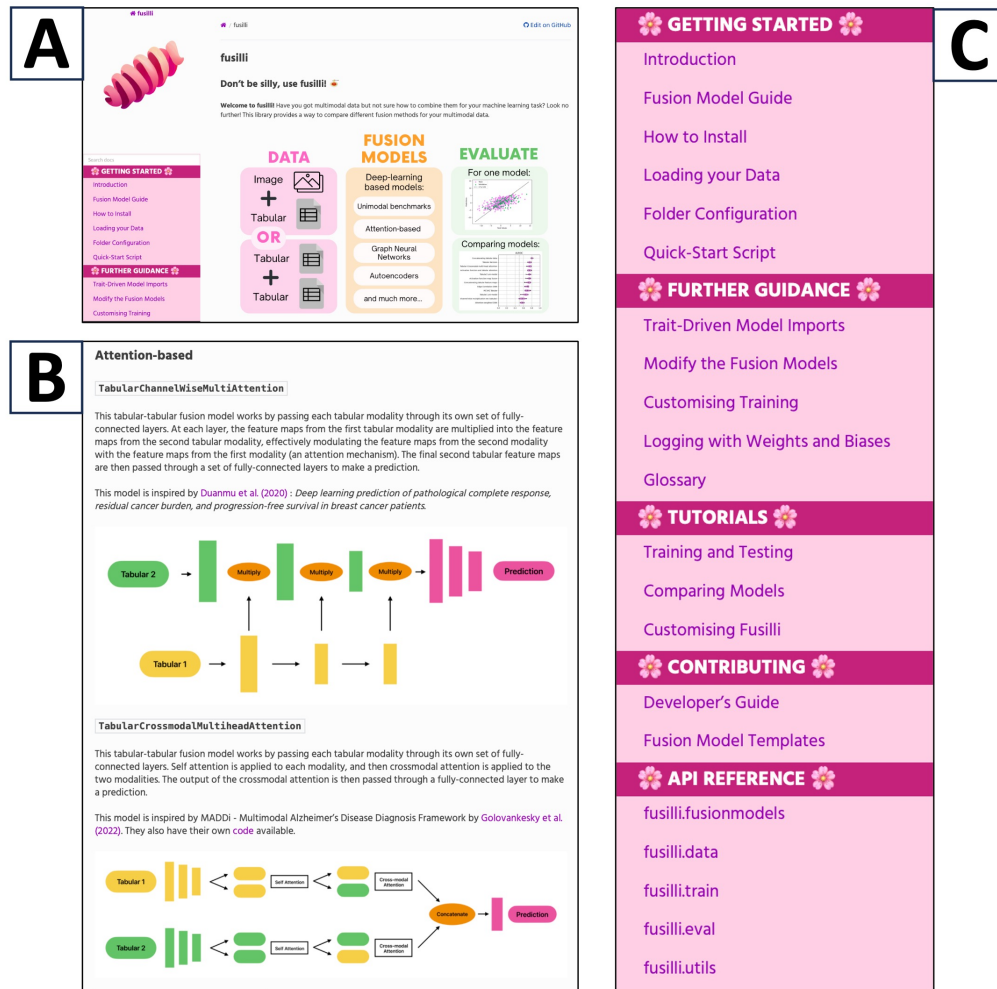 A
fusilli
/ fusilli
Edit on GitHub
fusilli
Don't be silly, use fusilli!
Welcome to fusilli! Have you got multimodal data but not sure how to combine them for your machine learning task? Look no
further! This library provides a way to compare different fusion methods for your multimodal data.
Search docs
GETTING STARTED
Introduction
Fusion Model Guide
How to Install
Loading your Data
Folder Configuration
Quick-Start Script
FURTHER GUIDANCE
Trait-Driven Model Imports
Modify the Fusion Models
Customising Training
DATA
Image
+
Tabular
OR
Tabular
+
Tabular
FUSION
MODELS
Deep-learning
based models:
Unimodal benchmarks
Attention-based
Graph Neural
Networks
Autoencoders
and much more...
EVALUATE
For one model:
Comparing models:
B
Attention-based
TabularChannelWiseMultiAttention
This tabular-tabular fusion model works by passing each tabular modality through its own set of fully-
connected layers. At each layer, the feature maps from the first tabular modality are multiplied into the feature
maps from the second tabular modality, effectively modulating the feature maps from the second modality
with the feature maps from the first modality (an attention mechanism). The final second tabular feature maps
are then passed through a set of fully-connected layers to make a prediction.
This model is inspired by Duanmu et al. (2020) : Deep learning prediction of pathological complete response,
residual cancer burden, and progression-free survival in breast cancer patients.
Tabular 2
Multiply
Multiply
Multiply
Prediction
Tabular 1
TabularCrossmodalMultiheadAttention
This tabular-tabular fusion model works by passing each tabular modality through its own set of fully-
connected layers. Self attention is applied to each modality, and then crossmodal attention is applied to the
two modalities. The output of the crossmodal attention is then passed through a fully-connected layer to make
a prediction.
This model is inspired by MADDi - Multimodal Alzheimer's Disease Diagnosis Framework by Golovankesky et al.
(2022). They also have their own code available.
Tabular 1
Self Attention
Cross-modal
Attention
Concatenate
Prediction
Tabular 2
Self Attention
Cross-modal
Attention
C
GETTING STARTED
Introduction
Fusion Model Guide
How to Install
Loading your Data
Folder Configuration
Quick-Start Script
FURTHER GUIDANCE
Trait-Driven Model Imports
Modify the Fusion Models
Customising Training
Logging with Weights and Biases
Glossary
TUTORIALS
Training and Testing
Comparing Models
Customising Fusilli
CONTRIBUTING
Developer's Guide
Fusion Model Templates
API REFERENCE
fusilli.fusionmodels
fusilli.data
fusilli.train
fusilli.eval
fusilli.utils